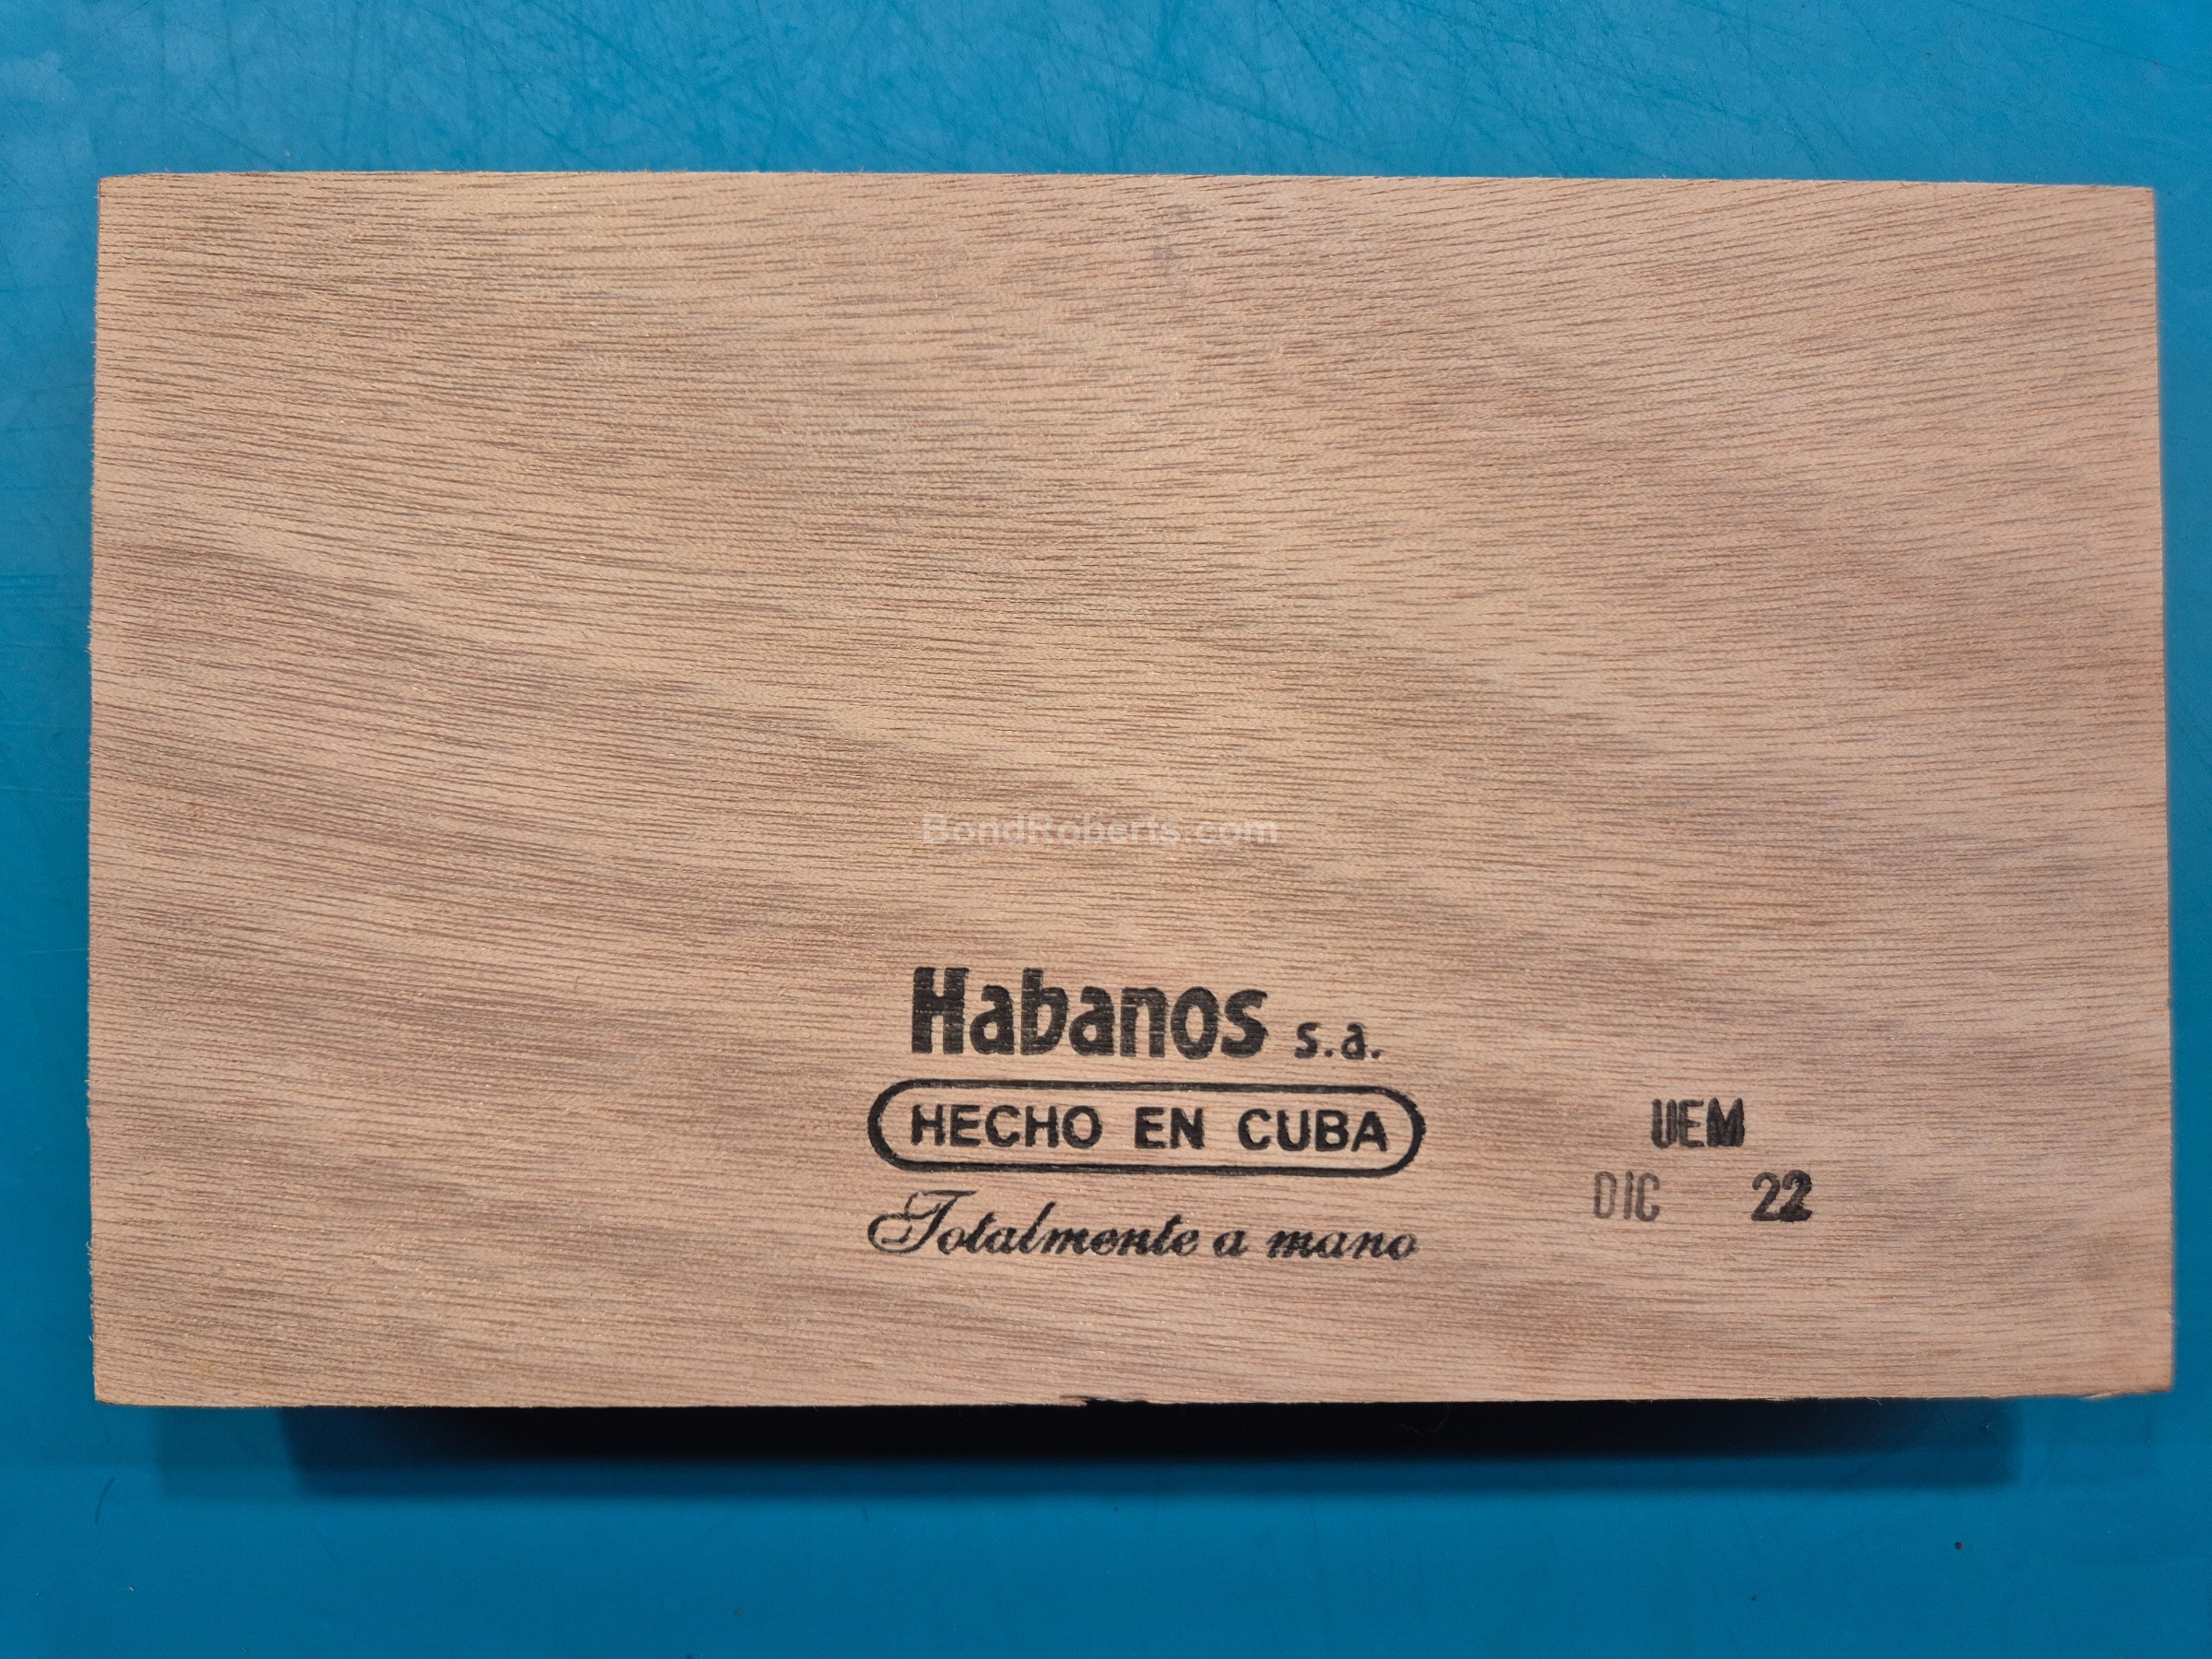 BondRoberts.com
Habanos s.a.
HECHO EN CUBA
Totalmente a mano
UEM
DIC 22